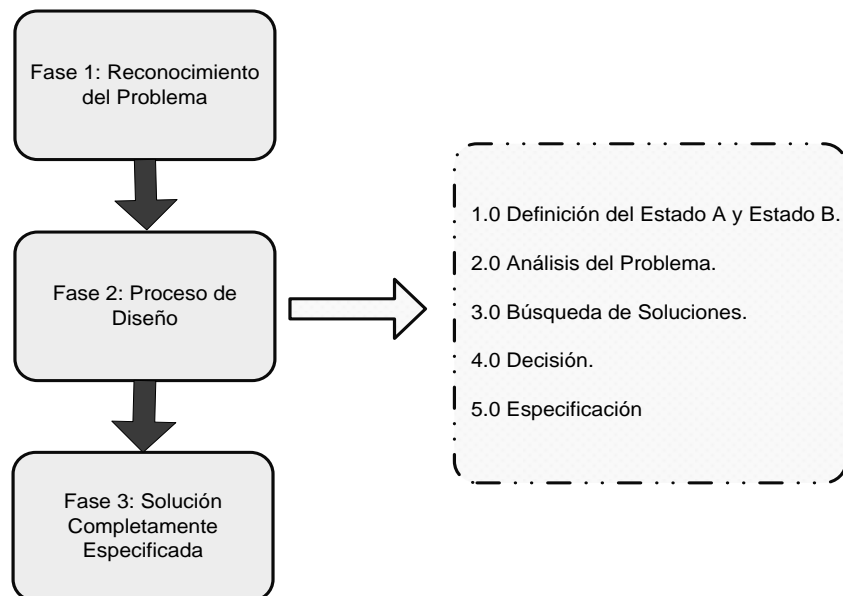 Fase 1: Reconocimiento
del Problema
Fase 2: Proceso de
Diseño
Fase 3: Solución
Completamente
Especificada
1.0 Definición del Estado A y Estado B.
2.0 Análisis del Problema.
3.0 Búsqueda de Soluciones.
4.0 Decisión.
5.0 Especificación